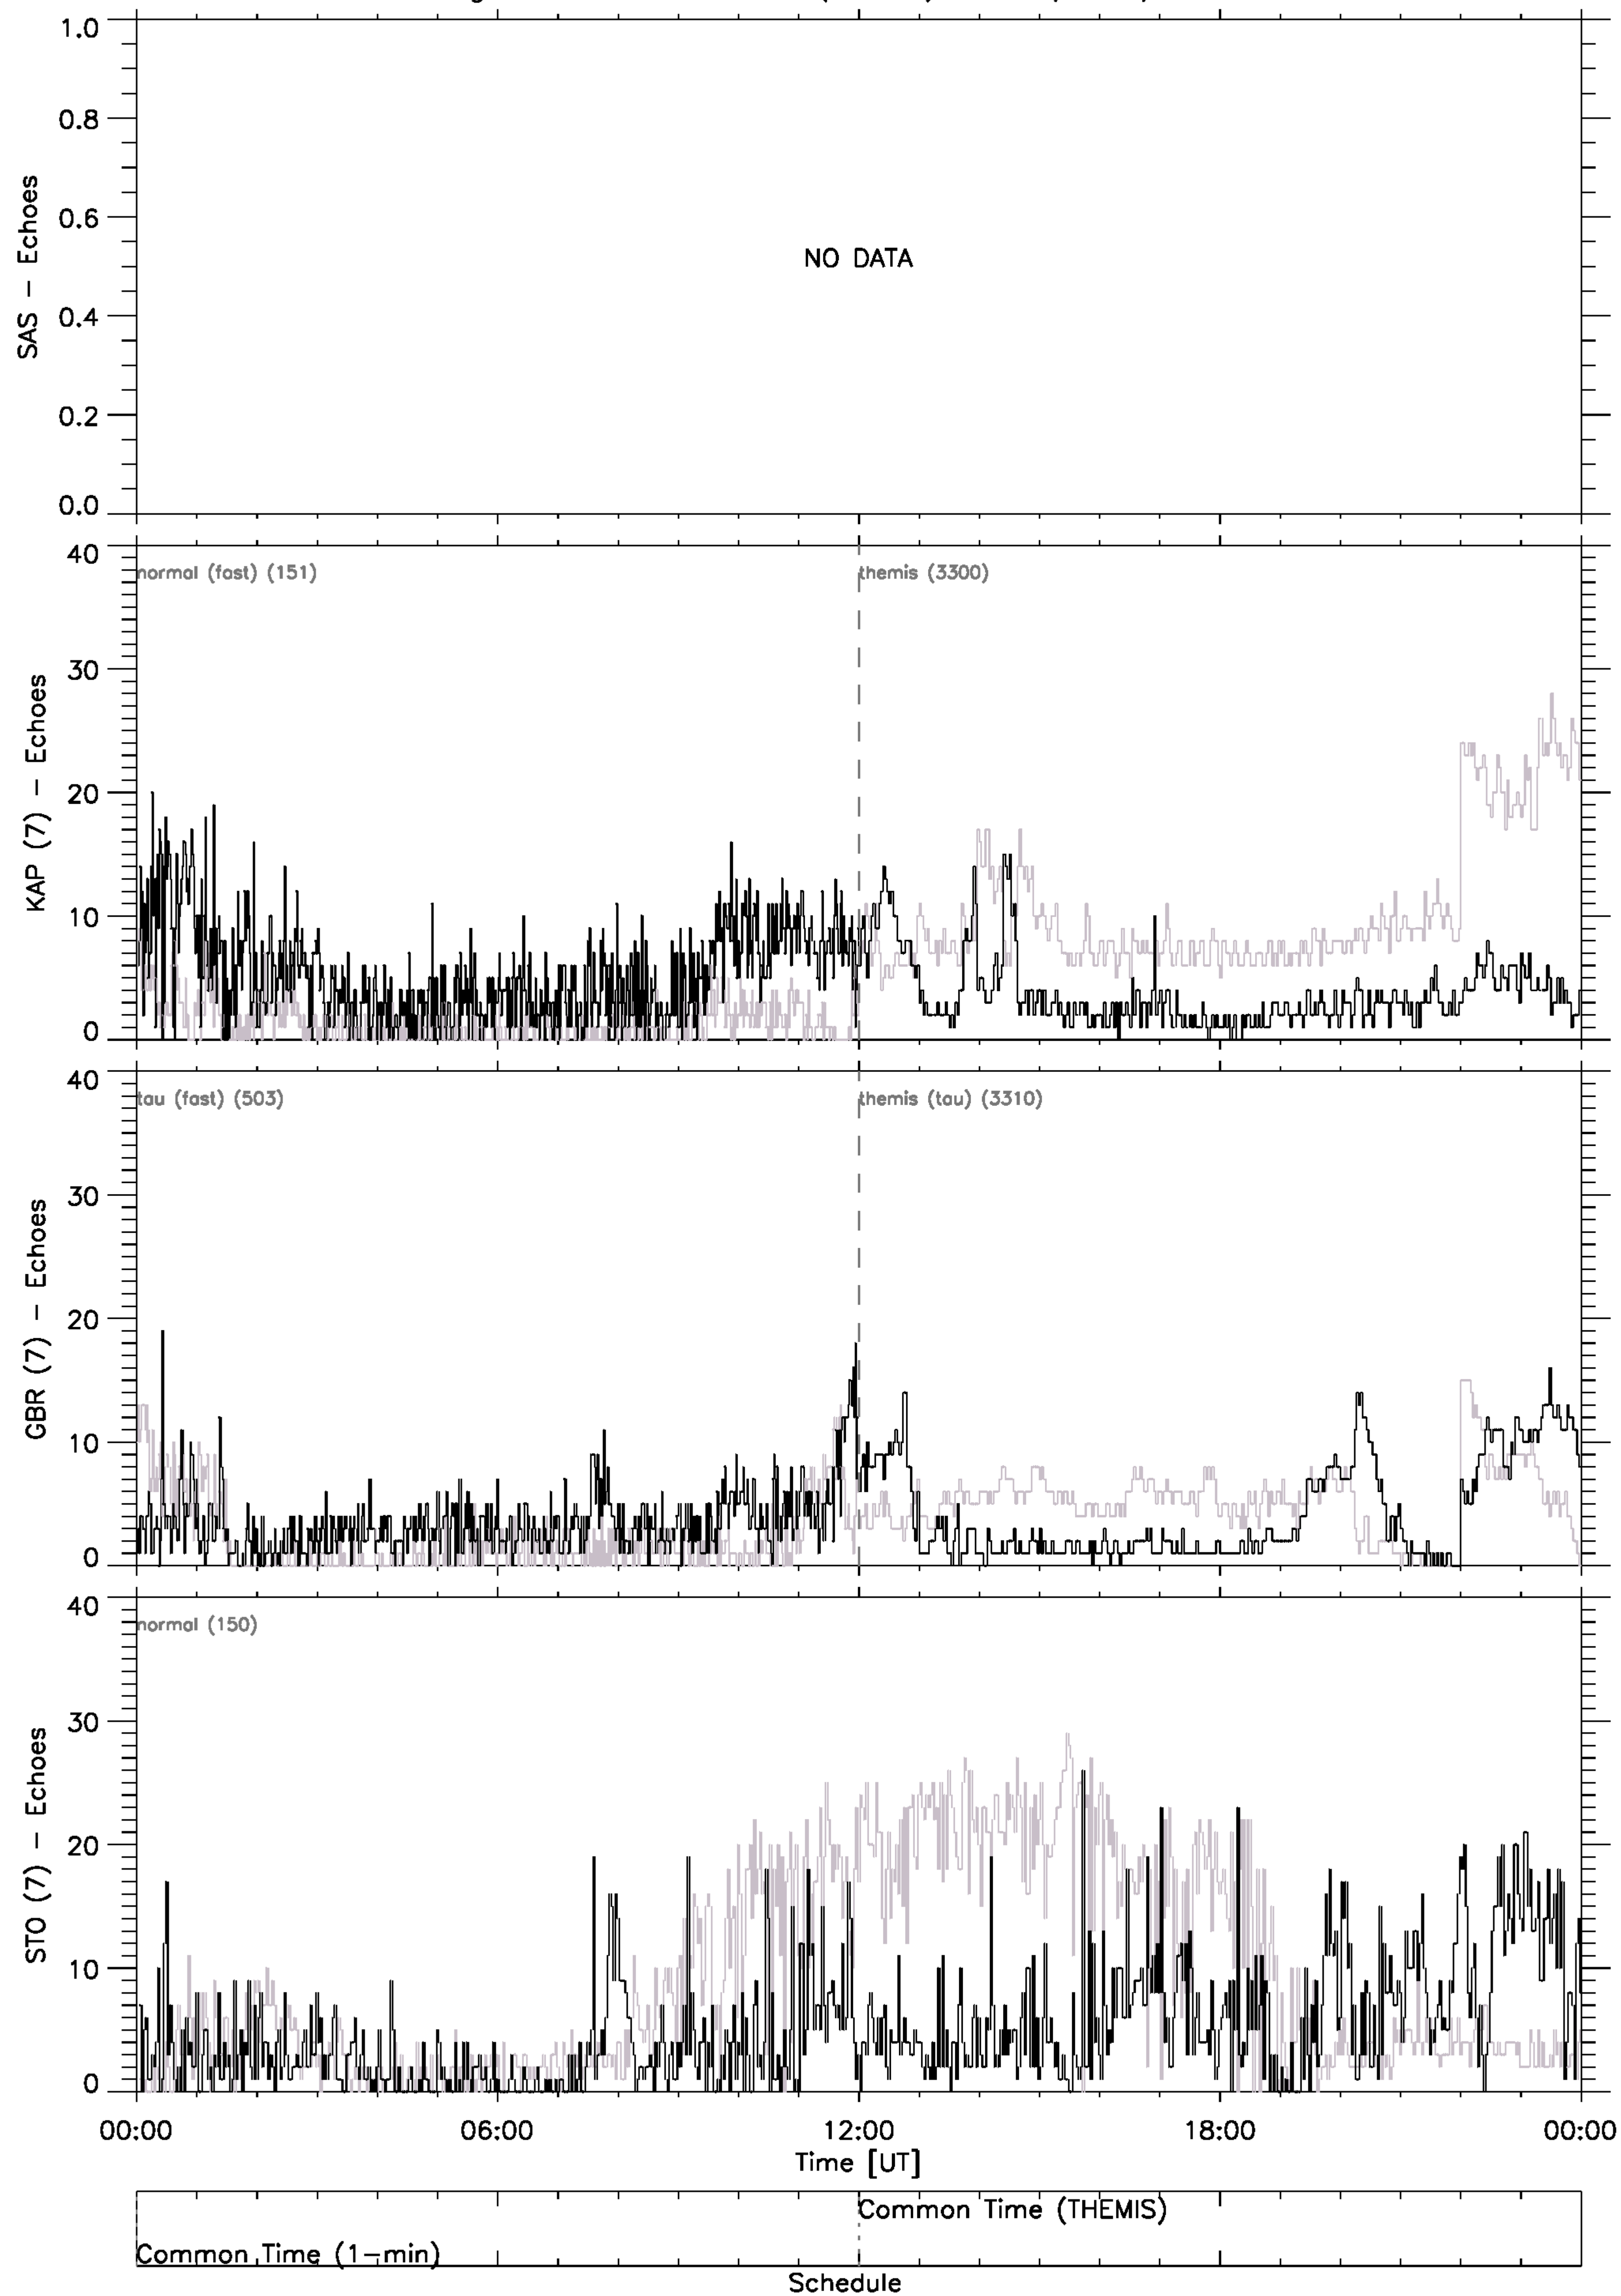 1.0
0.8
0.6
0.4
0.2
0.0
SAS - Echoes
NO DATA
40
30
20
10
0
KAP (7) - Echoes
normal (fast) (151)
themis (3300)
40
30
20
10
0
GBR (7) - Echoes
tau (fast) (503)
themis (tau) (3310)
40
30
20
10
0
STO (7) - Echoes
normal (150)
00:00 06:00 12:00 18:00 00:00
Time [UT]
Common Time (THEMIS)
Common Time (1-min)
Schedule